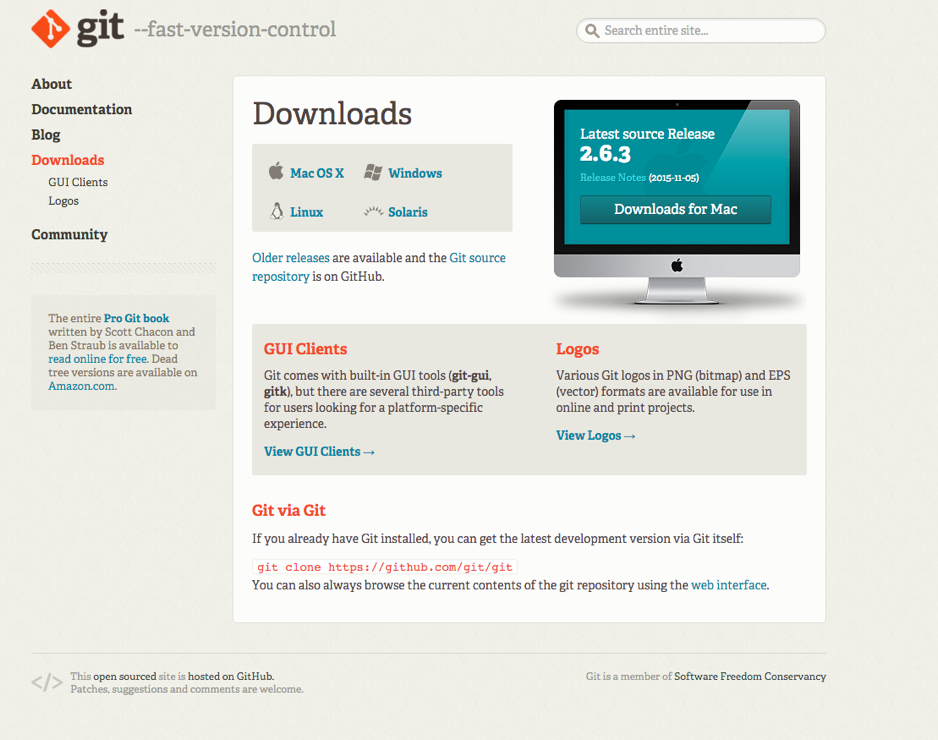 git --fast-version-control
Search entire site...
About
Documentation
Blog
Downloads
GUI Clients
Logos
Community
The entire Pro Git book
written by Scott Chacon and
Ben Straub is available to
read online for free. Dead
tree versions are available on
Amazon.com.
Downloads
Mac OS X
Windows
Linux
Solaris
Older releases are available and the Git source
repository is on GitHub.
Latest source Release
2.6.3
Release Notes (2015-11-05)
Downloads for Mac
GUI Clients
Git comes with built-in GUI tools (git-gui,
gitk), but there are several third-party tools
for users looking for a platform-specific
experience.
View GUI Clients →
Logos
Various Git logos in PNG (bitmap) and EPS
(vector) formats are available for use in
online and print projects.
View Logos →
Git via Git
If you already have Git installed, you can get the latest development version via Git itself:
git clone https://github.com/git/git
You can also always browse the current contents of the git repository using the web interface.
</> This open sourced site is hosted on GitHub.
Patches, suggestions and comments are welcome.
Git is a member of Software Freedom Conservancy